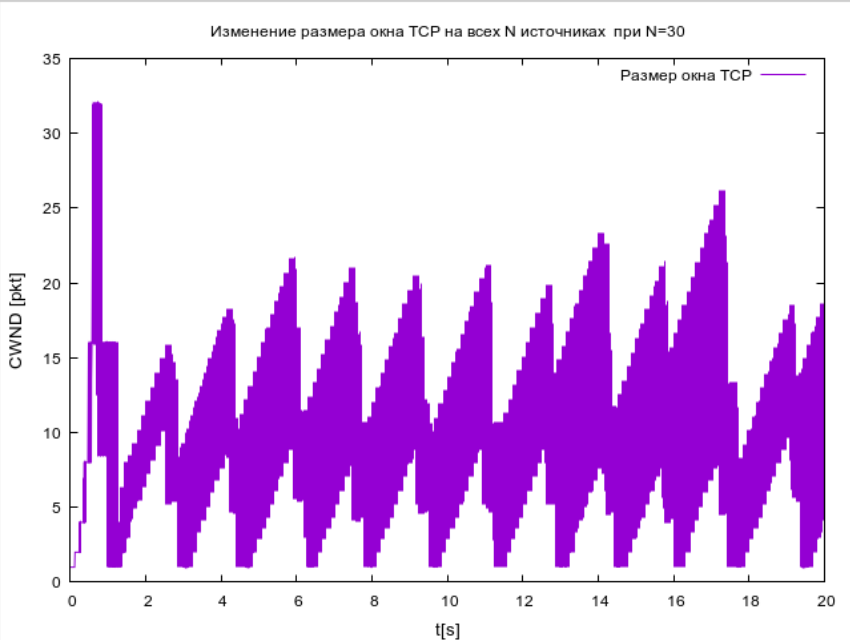 Изменение размера окна TCP на всех N источниках при N=30
Размер окна TCP
35
30
25
20
15
10
5
0
CWND [pkt]
0 2 4 6 8 10 12 14 16 18 20
t[s]